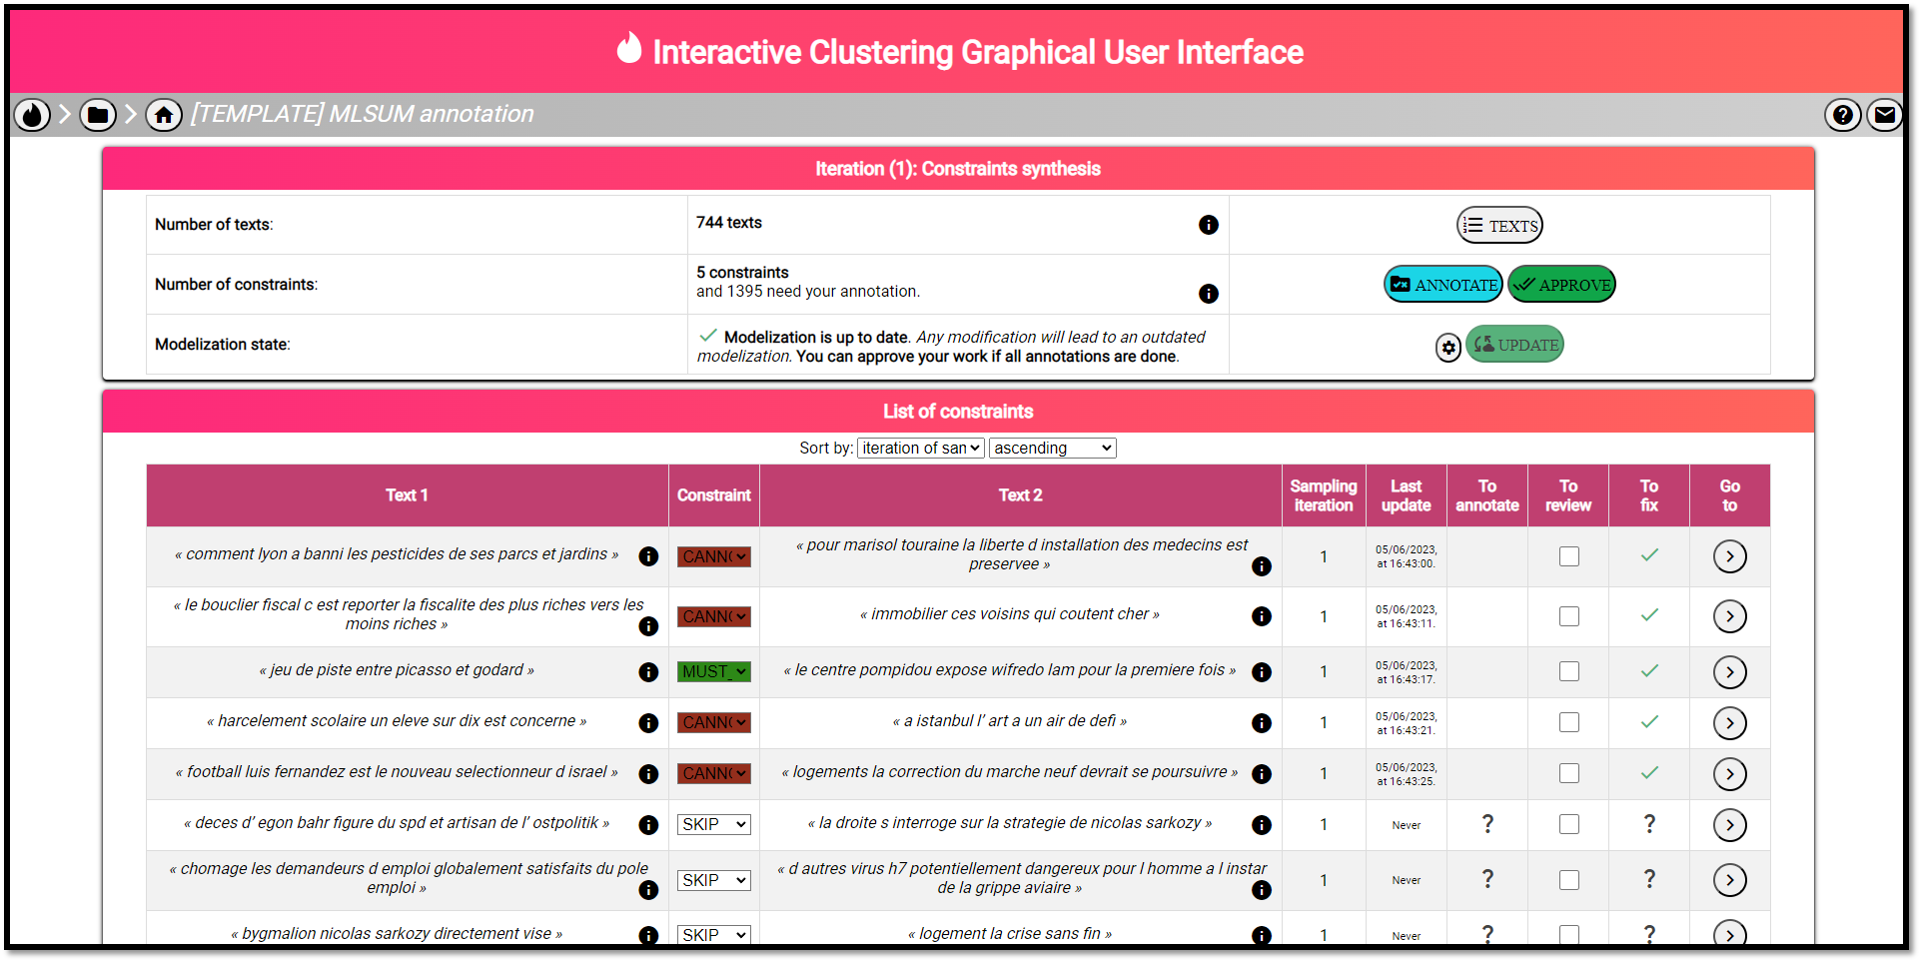 Interactive Clustering Graphical User Interface
[TEMPLATE] MLSUM annotation
Iteration (1): Constraints synthesis
Number of texts:
744 texts
TEXTS
Number of constraints:
5 constraints
and 1395 need your annotation.
ANNOTATE
APPROVE
Modelization state:
Modelization is up to date. Any modification will lead to an outdated
modelization. You can approve your work if all annotations are done.
UPDATE
List of constraints
Sort by: iteration of san ascending
Text 1
Constraint
Text 2
Sampling
iteration
Last
update
To
annotate
To
review
To
fix
Go
to
« comment lyon a banni les pesticides de ses parcs et jardins »
CANN
« pour marisol touraine la liberte d installation des medecins est
preservee »
1
05/06/2023,
at 16:43:00.
« le bouclier fiscal c est reporter la fiscalite des plus riches vers les
moins riches »
CANN
« immobilier ces voisins qui coutent cher »
1
05/06/2023,
at 16:43:11.
« jeu de piste entre picasso et godard »
MUST_
« le centre pompidou expose wifredo lam pour la premiere fois »
1
05/06/2023,
at 16:43:17.
« harcelement scolaire un eleve sur dix est concerne »
CANN
« a istanbul l’ art a un air de defi »
1
05/06/2023,
at 16:43:21.
« football luis fernandez est le nouveau selectionneur d israel »
CANN
« logements la correction du marche neuf devrait se poursuivre »
1
05/06/2023,
at 16:43:25.
« deces d’ egon bahr figure du spd et artisan de l’ ostpolitik »
SKIP
« la droite s interroge sur la strategie de nicolas sarkozy »
1
Never
?
?
« chomage les demandeurs d emploi globalement satisfaits du pole
emploi »
SKIP
« d autres virus h7 potentiellement dangereux pour l homme a l instar
de la grippe aviaire »
1
Never
?
?
« bygmalion nicolas sarkozy directement vise »
SKIP
« logement la crise sans fin »
1
Never
?
?